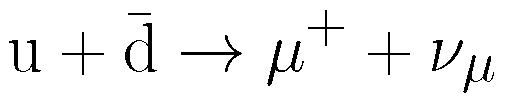 u + d̄ → μ⁺ + ν_μ